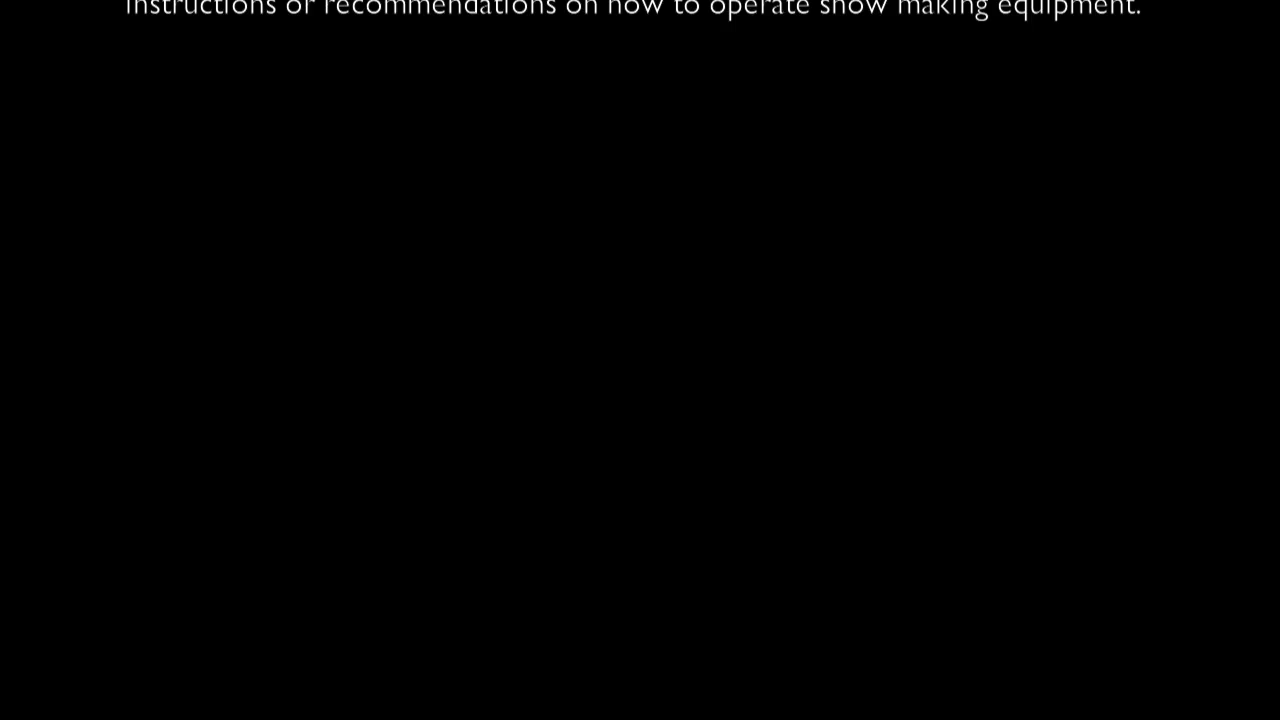 instructions or recommendations on how to operate snow making equipment.